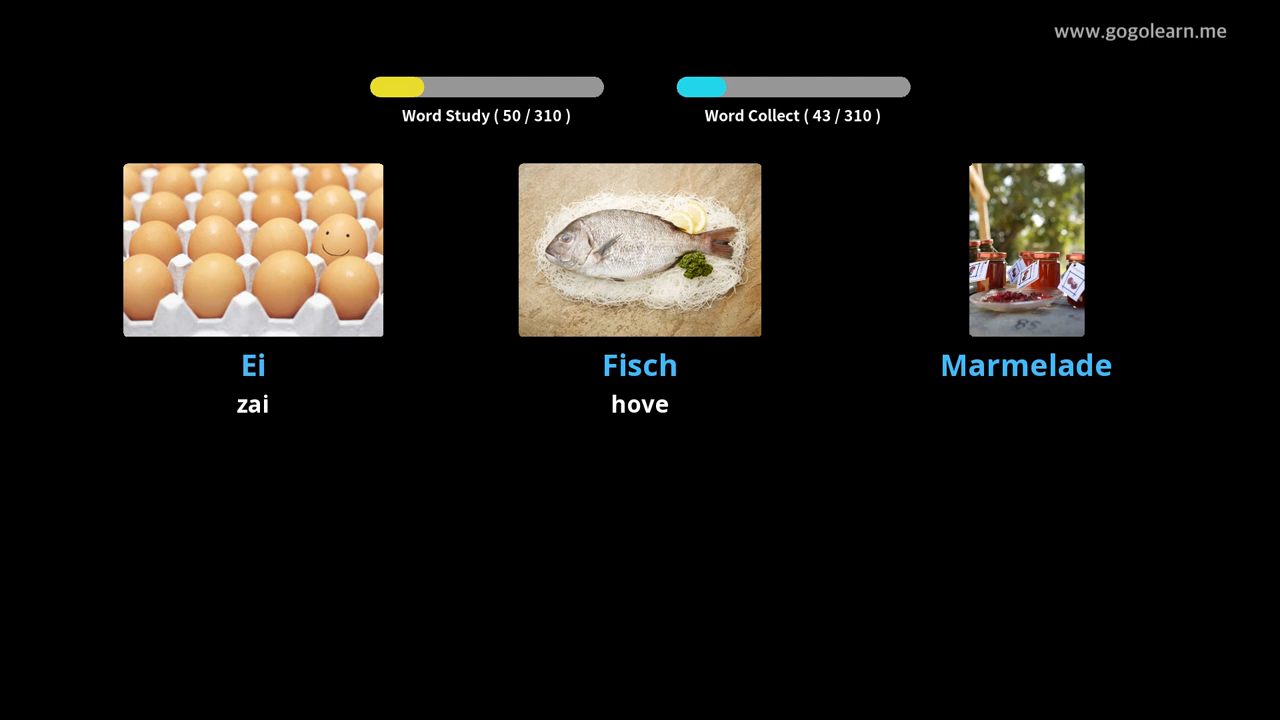 www.gogolearn.me
Word Study ( 50 / 310 )
Word Collect ( 43 / 310 )
Ei
Fisch
Marmelade
zai
hove